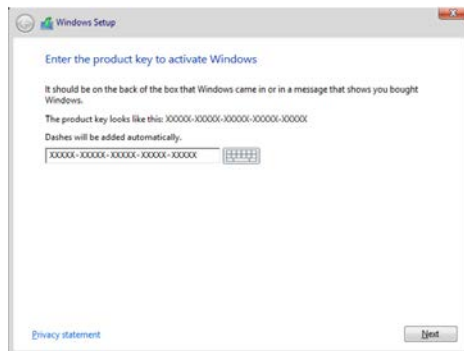 Windows Setup
Enter the product key to activate Windows
It should be on the back of the box that Windows came in or in a message that shows you bought
Windows.
The product key looks like this: XXXXX-XXXXX-XXXXX-XXXXX-XXXXX
Dashes will be added automatically.
XXXXX-XXXXX-XXXXX-XXXXX-XXXXX
Privacy statement
Next